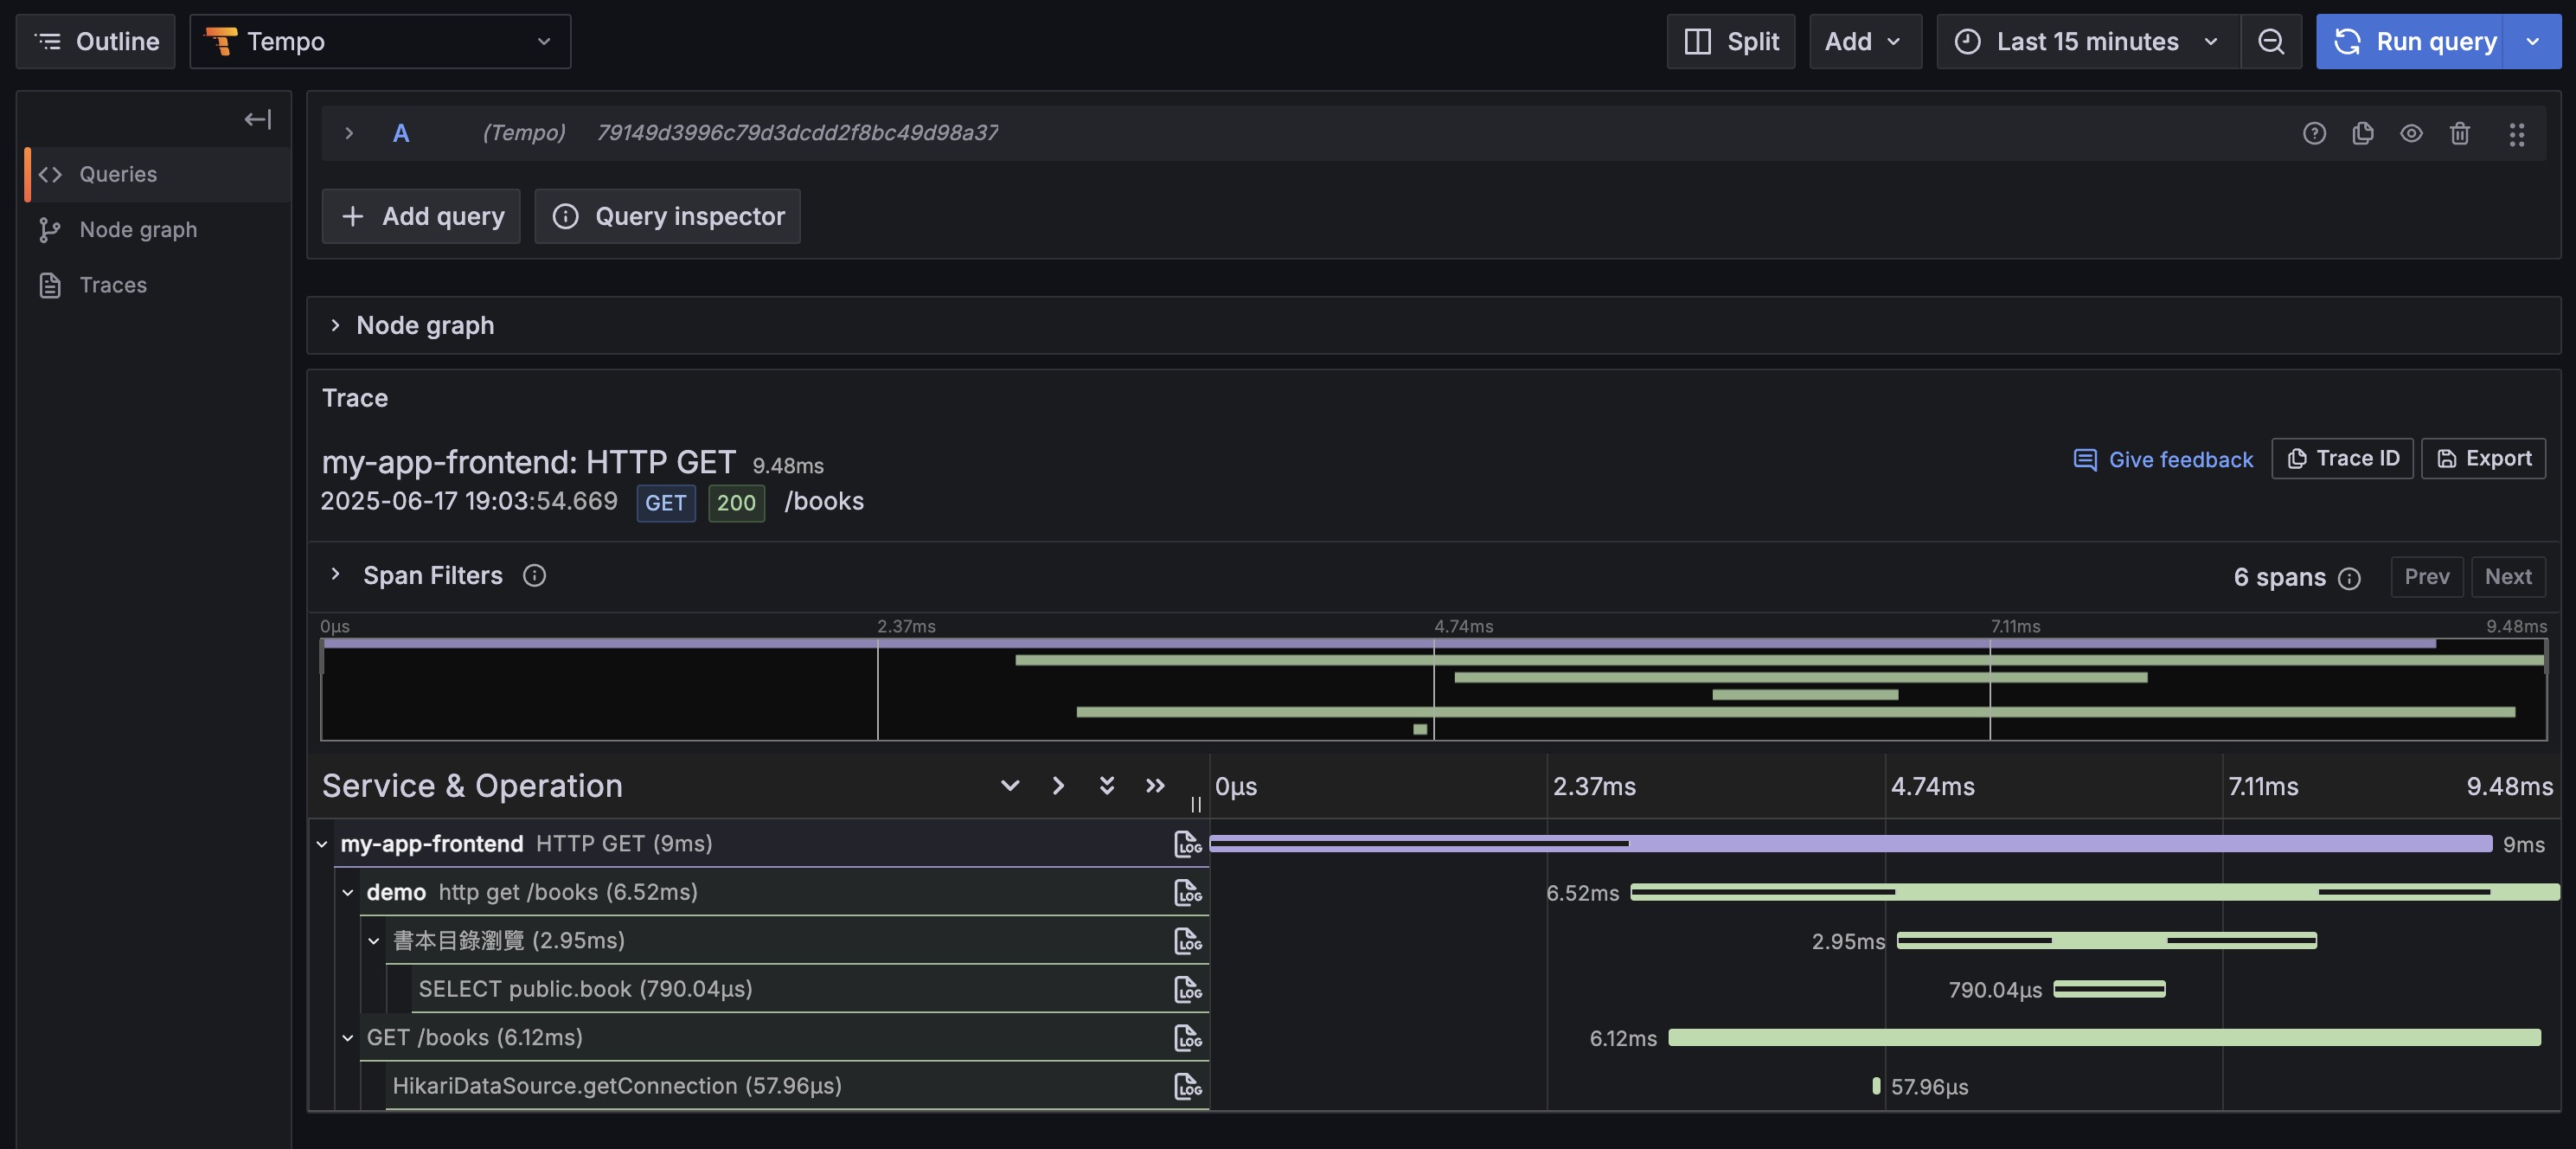 Outline
Tempo
Split
Add
Last 15 minutes
Run query
Queries
Node graph
Traces
A (Tempo) 79149d3996c79d3dcdd2f8bc49d98a37
Add query
Query inspector
Node graph
Trace
my-app-frontend: HTTP GET 9.48ms
Give feedback
Trace ID
Export
2025-06-17 19:03:54.669 GET 200 /books
Span Filters
6 spans
Prev
Next
0μs 2.37ms 4.74ms 7.11ms 9.48ms
Service & Operation
0μs 2.37ms 4.74ms 7.11ms 9.48ms
my-app-frontend HTTP GET (9ms) LOG 9ms
demo http get /books (6.52ms) LOG 6.52ms
書本目錄瀏覽 (2.95ms) LOG 2.95ms
SELECT public.book (790.04μs) LOG 790.04μs
GET /books (6.12ms) LOG 6.12ms
HikariDataSource.getConnection (57.96μs) LOG 57.96μs